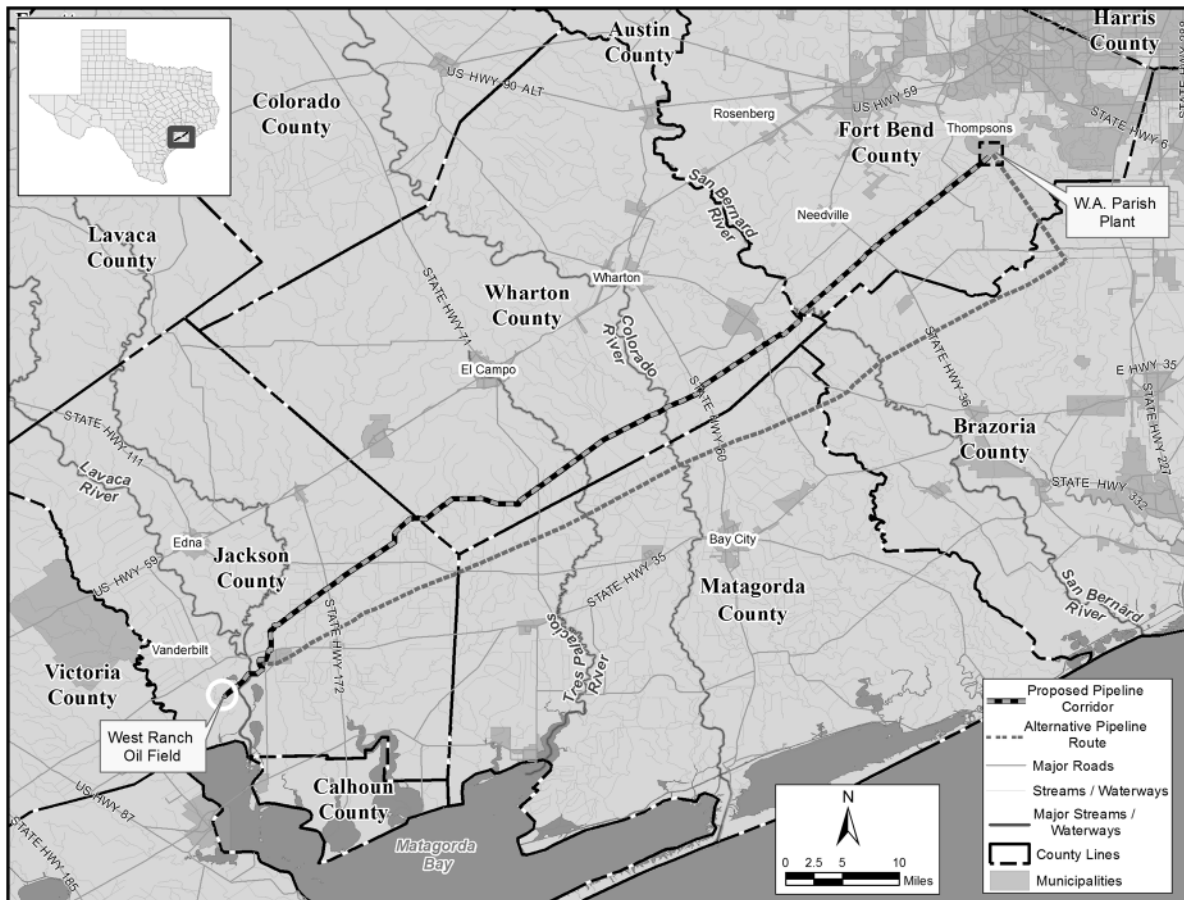 Harris
County
Austin
County
STATE HWY 288
US HWY 90 ALT
Colorado
County
Rosenberg
US HWY 59
STATE HWY 6
Fort Bend
County
Thompsons
San Bernard
River
W.A. Parish
Plant
Needville
Lavaca
County
Wharton
Wharton
County
STATE HWY 71
Colorado
River
El Campo
STATE HWY 60
STATE HWY 36
E HWY 35
STATE HWY 111
Brazoria
County
STATE HWY 227
STATE HWY 332
Lavaca
River
Edna
Jackson
County
Bay City
US HWY 59
STATE HWY 35
Matagorda
County
San Bernard
River
Vanderbilt
STATE HWY 172
Tres Palacios
River
Victoria
County
West Ranch
Oil Field
Calhoun
County
US HWY 87
STATE HWY 185
Matagorda
Bay
N
0 2.5 5 10
Miles
Proposed Pipeline
Corridor
Alternative Pipeline
Route
Major Roads
Streams / Waterways
Major Streams /
Waterways
County Lines
Municipalities